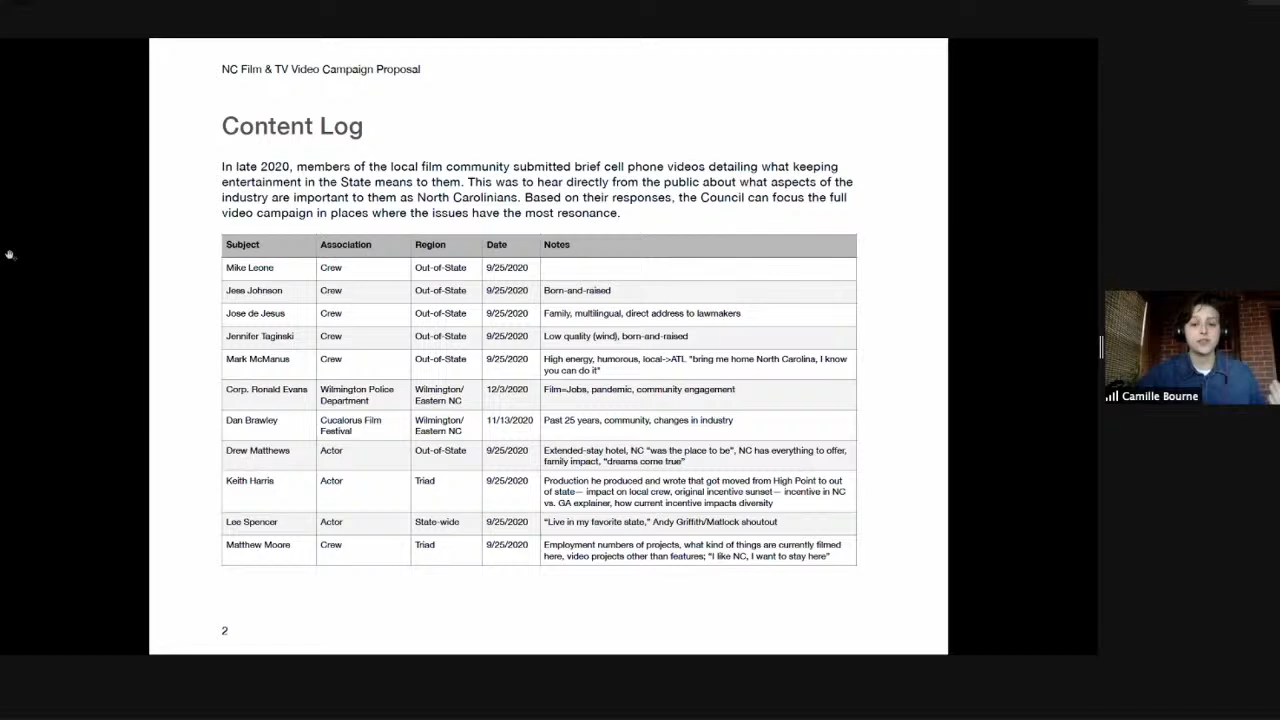 NC Film & TV Video Campaign Proposal
Content Log
In late 2020, members of the local film community submitted brief cell phone videos detailing what keeping
entertainment in the State means to them. This was to hear directly from the public about what aspects of the
industry are important to them as North Carolinians. Based on their responses, the Council can focus the full
video campaign in places where the issues have the most resonance.
Subject Association Region Date Notes
Mike Leone Crew Out-of-State 9/25/2020
Jess Johnson Crew Out-of-State 9/25/2020 Born-and-raised
Jose de Jesus Crew Out-of-State 9/25/2020 Family, multilingual, direct address to lawmakers
Jennifer Taginski Crew Out-of-State 9/25/2020 Low quality (wind), born-and-raised
Mark McManus Crew Out-of-State 9/25/2020 High energy, humorous, local->ATL "bring me home North Carolina, I know
you can do it"
Corp. Ronald Evans Wilmington Police Wilmington/ 12/3/2020 Film=Jobs, pandemic, community engagement
Department Eastern NC
Dan Brawley Cucalorus Film Wilmington/ 11/13/2020 Past 25 years, community, changes in industry
Festival Eastern NC
Drew Matthews Actor Out-of-State 9/25/2020 Extended-stay hotel, NC "was the place to be", NC has everything to offer,
family impact, "dreams come true"
Keith Harris Actor Triad 9/25/2020 Production he produced and wrote that got moved from High Point to out
of state— impact on local crew, original incentive sunset— incentive in NC
vs. GA explainer, how current incentive impacts diversity
Lee Spencer Actor State-wide 9/25/2020 "Live in my favorite state," Andy Griffith/Matlock shoutout
Matthew Moore Crew Triad 9/25/2020 Employment numbers of projects, what kind of things are currently filmed
here, video projects other than features; "I like NC, I want to stay here"
2
Camille Bourne